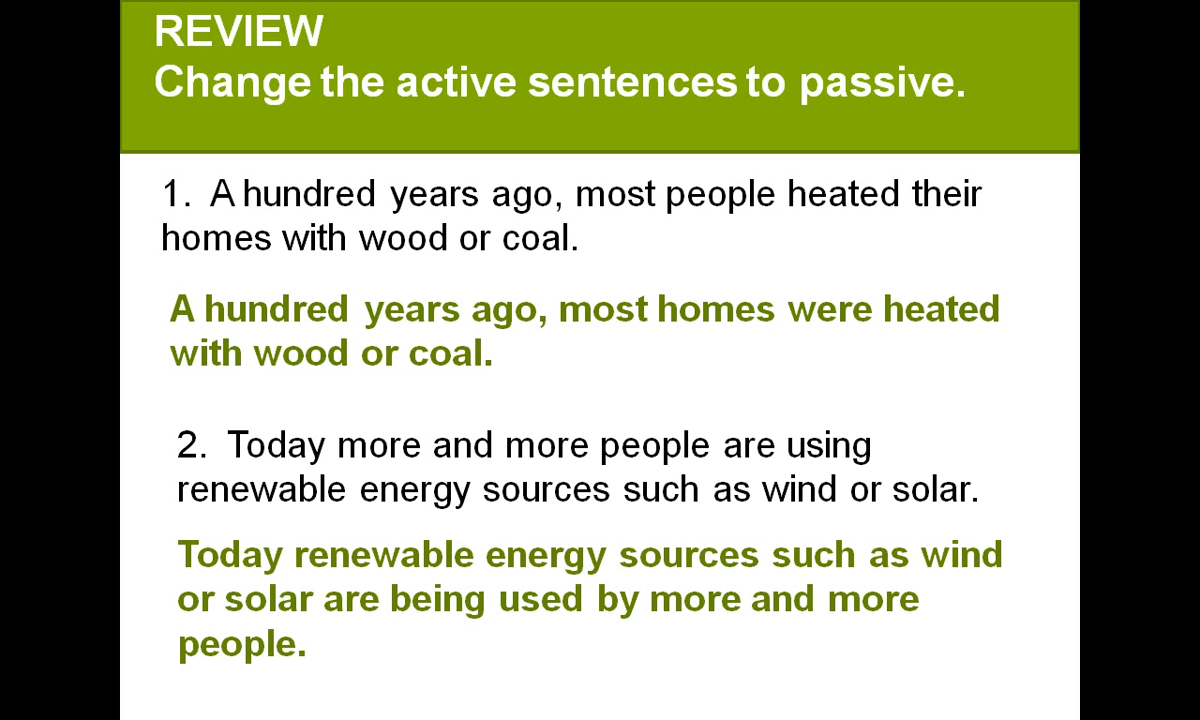 REVIEW
Change the active sentences to passive.
1. A hundred years ago, most people heated their
homes with wood or coal.
A hundred years ago, most homes were heated
with wood or coal.
2. Today more and more people are using
renewable energy sources such as wind or solar.
Today renewable energy sources such as wind
or solar are being used by more and more
people.